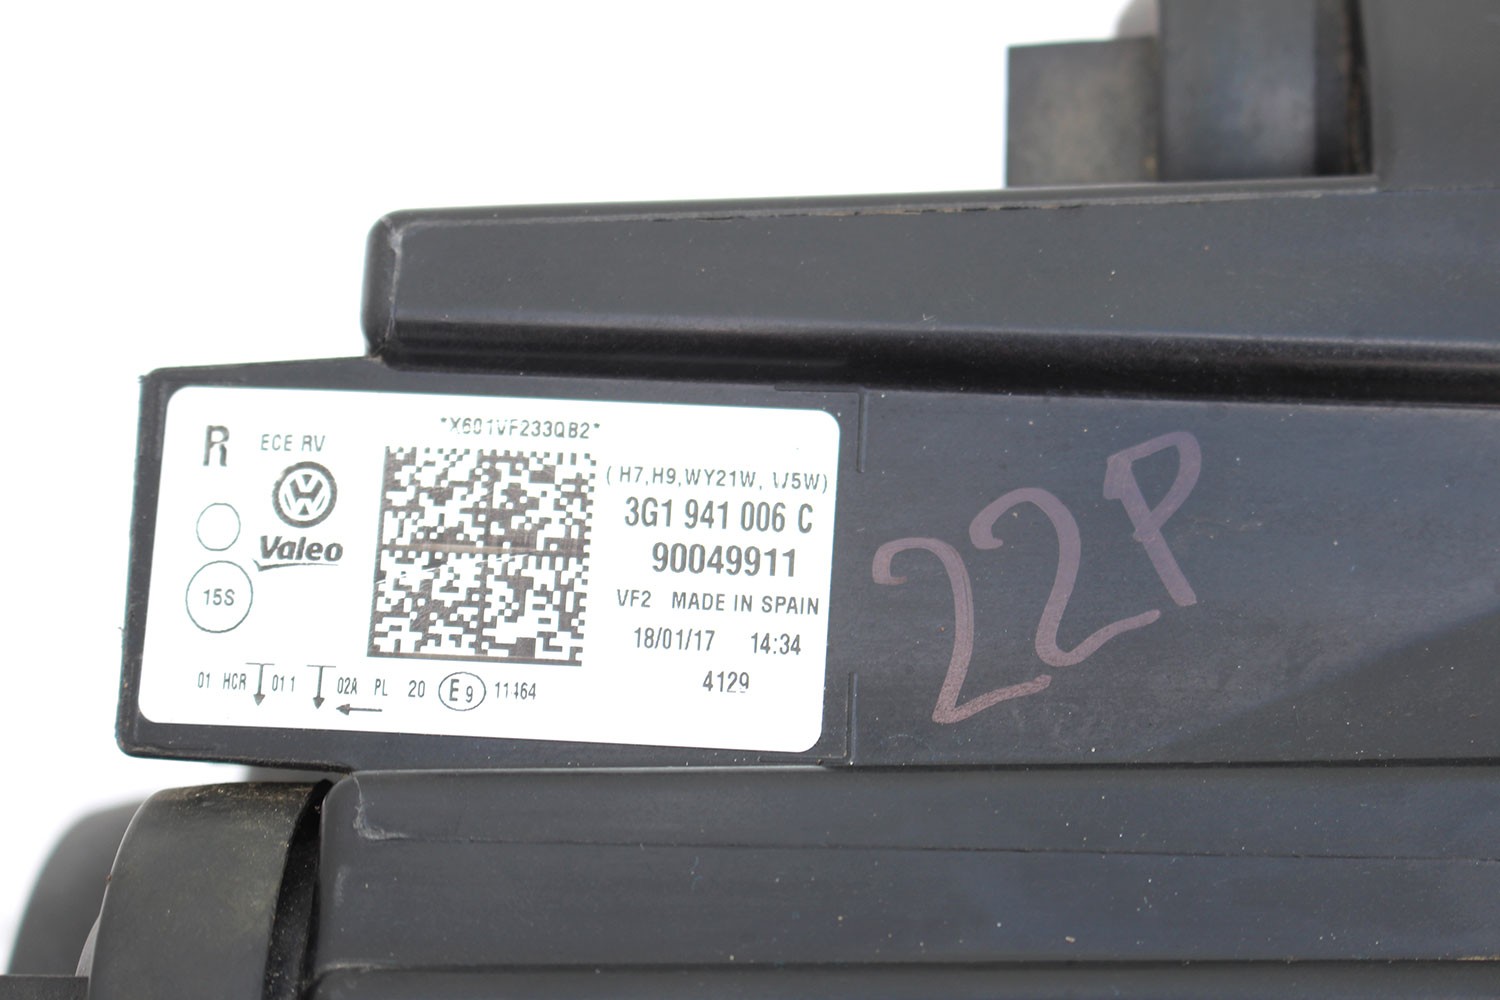 *X601VF233QB2*
R ECE RV
(H7,H9,WY21W, W5W)
3G1 941 006 C
Valeo
90049911
15S
VF2 MADE IN SPAIN
18/01/17 14:34
01 HCR 011 02A PL 20 E9 11464
4129
22P